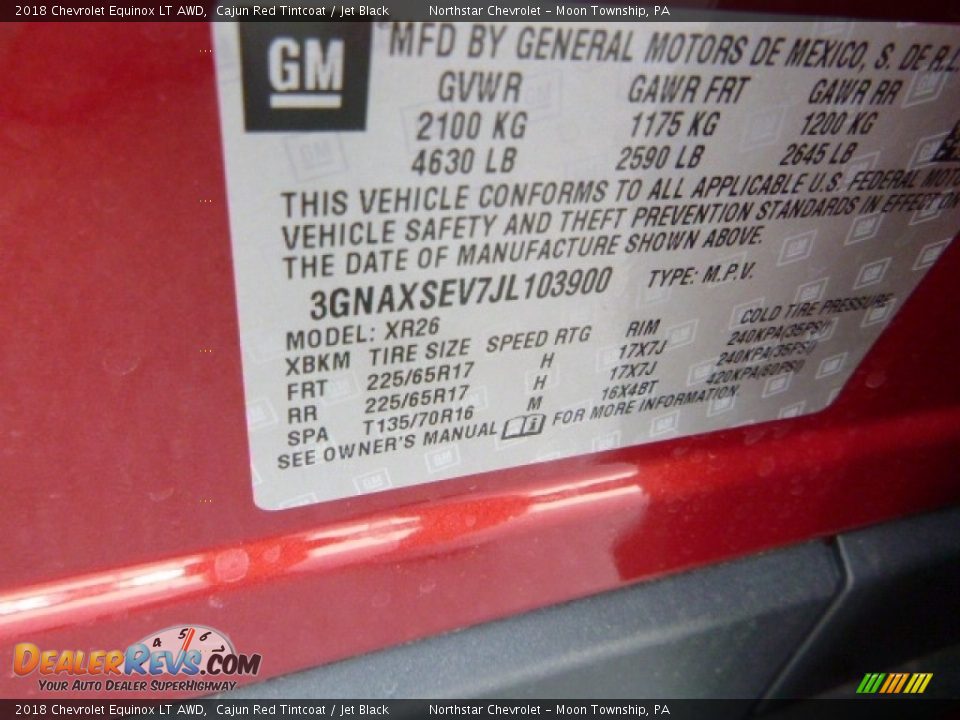 2018 Chevrolet Equinox LT AWD, Cajun Red Tintcoat / Jet Black Northstar Chevrolet - Moon Township, PA
GM
MFD BY GENERAL MOTORS DE MEXICO, S. DE R.L.
GVWR GAWR FRT GAWR RR
2100 KG 1175 KG 1200 KG
4630 LB 2590 LB 2645 LB
THIS VEHICLE CONFORMS TO ALL APPLICABLE U.S. FEDERAL
VEHICLE SAFETY AND THEFT PREVENTION STANDARDS IN EFFECT ON
THE DATE OF MANUFACTURE SHOWN ABOVE.
3GNAXSEV7JL103900 TYPE: M.P.V.
MODEL: XR26
XBKM TIRE SIZE SPEED RTG RIM COLD TIRE PRESSURE
FRT 225/65R17 H 17X7J 240KPA(35PSI)
RR 225/65R17 H 17X7J 240KPA(35PSI)
SPA T135/70R16 M 16X4BT 420KPA(60PSI)
SEE OWNER'S MANUAL FOR MORE INFORMATION.
4 5 6
DealerRevs.com
Your Auto Dealer SuperHighway
2018 Chevrolet Equinox LT AWD, Cajun Red Tintcoat / Jet Black Northstar Chevrolet - Moon Township, PA